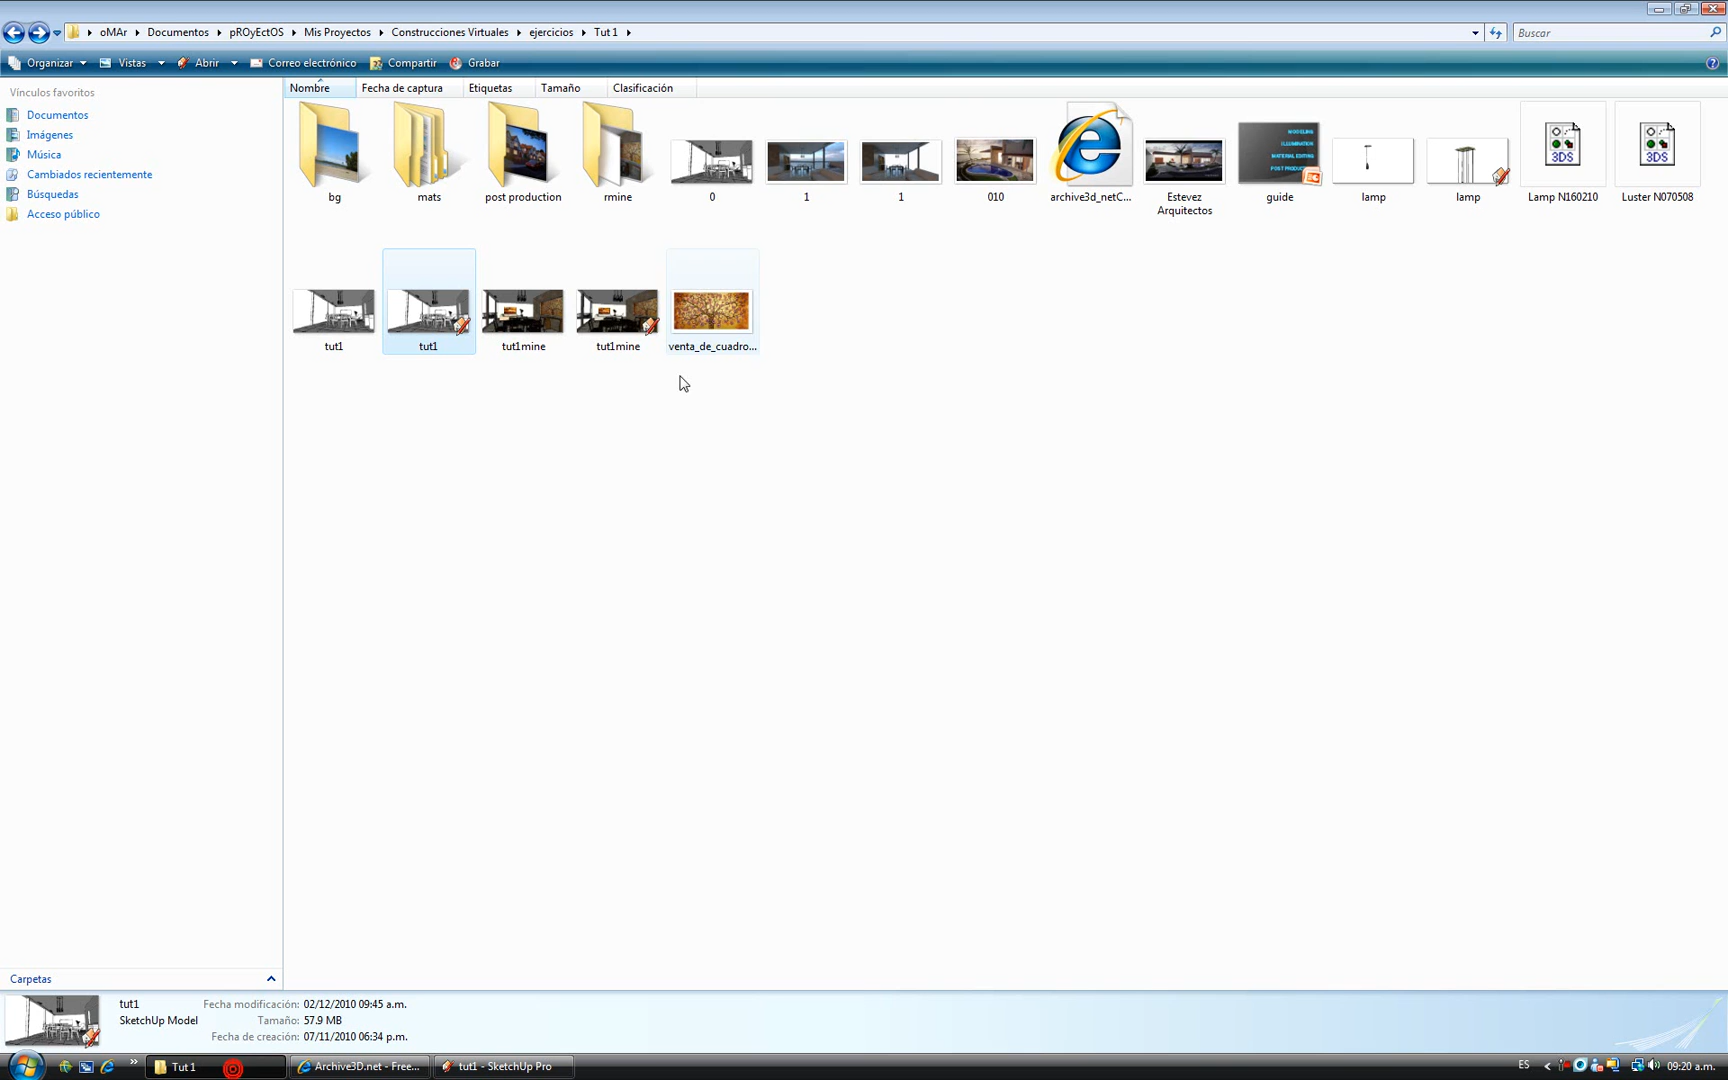 oMAr Documentos pROyEctOS Mis Proyectos Construcciones Virtuales ejercicios Tut 1
Buscar
Organizar Vistas Abrir Correo electrónico Compartir Grabar
Vínculos favoritos
Nombre Fecha de captura Etiquetas Tamaño Clasificación
Documentos
Imágenes
Música
Cambiados recientemente
Búsquedas
Acceso público
MODELING
ILLUMINATION
MATERIAL EDITING
3DS 3DS
bg mats post production rmine 0 1 1 010 archive3d_netC... Estevez Arquitectos guide lamp lamp Lamp N160210 Luster N070508
tut1 tut1 tut1mine tut1mine venta_de_cuadro...
Carpetas
tut1 Fecha modificación: 02/12/2010 09:45 a.m.
SketchUp Model Tamaño: 57.9 MB
Fecha de creación: 07/11/2010 06:34 p.m.
Tut 1 Archive3D.net - Free... tut1 - SketchUp Pro ES 09:20 a.m.